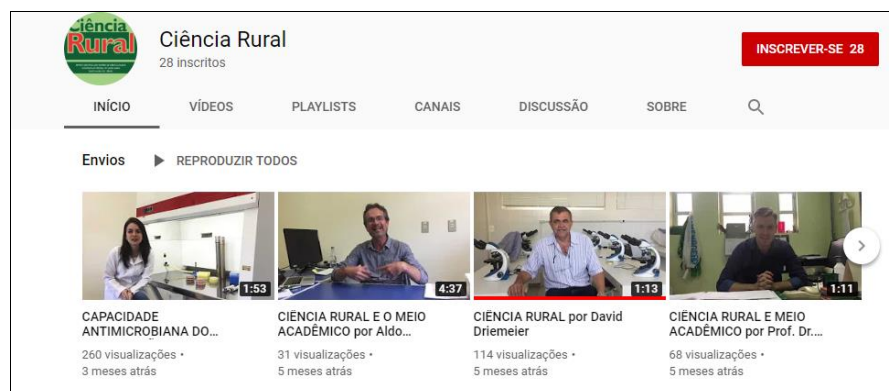 Ciência
Rural
Ciência Rural
28 inscritos
INSCREVER-SE 28
INÍCIO VÍDEOS PLAYLISTS CANAIS DISCUSSÃO SOBRE
Envios REPRODUZIR TODOS
1:53 4:37 1:13 1:11
CAPACIDADE
ANTIMICROBIANA DO...
260 visualizações •
3 meses atrás
CIÊNCIA RURAL E O MEIO
ACADÊMICO por Aldo...
31 visualizações •
5 meses atrás
CIÊNCIA RURAL por David
Driemeier
114 visualizações •
5 meses atrás
CIÊNCIA RURAL E MEIO
ACADÊMICO por Prof. Dr....
68 visualizações •
5 meses atrás